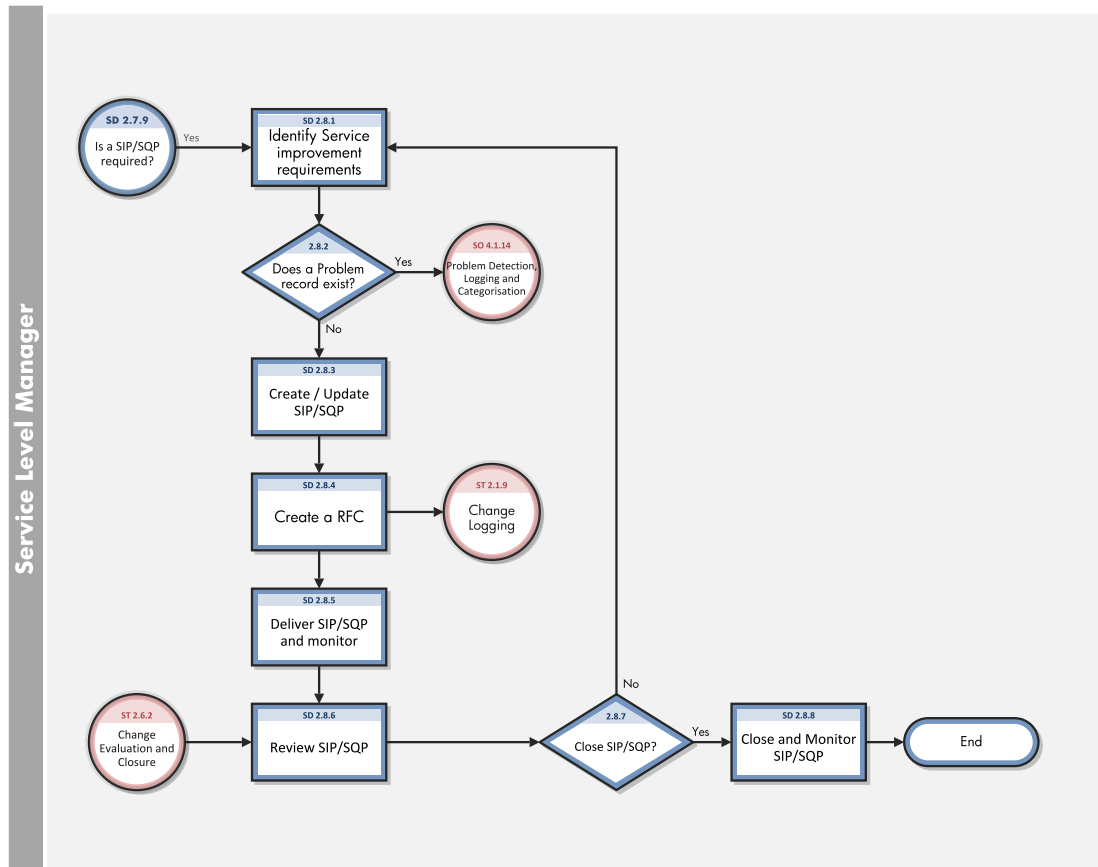 Service Level Manager
SD 2.7.9
Is a SIP/SQP
required?
Yes
SD 2.8.1
Identify Service
improvement
requirements
2.8.2
Does a Problem
record exist?
Yes
SO 4.1.14
Problem Detection,
Logging and
Categorisation
No
SD 2.8.3
Create / Update
SIP/SQP
SD 2.8.4
Create a RFC
ST 2.1.9
Change
Logging
SD 2.8.5
Deliver SIP/SQP
and monitor
ST 2.6.2
Change
Evaluation and
Closure
SD 2.8.6
Review SIP/SQP
No
2.8.7
Close SIP/SQP?
Yes
SD 2.8.8
Close and Monitor
SIP/SQP
End